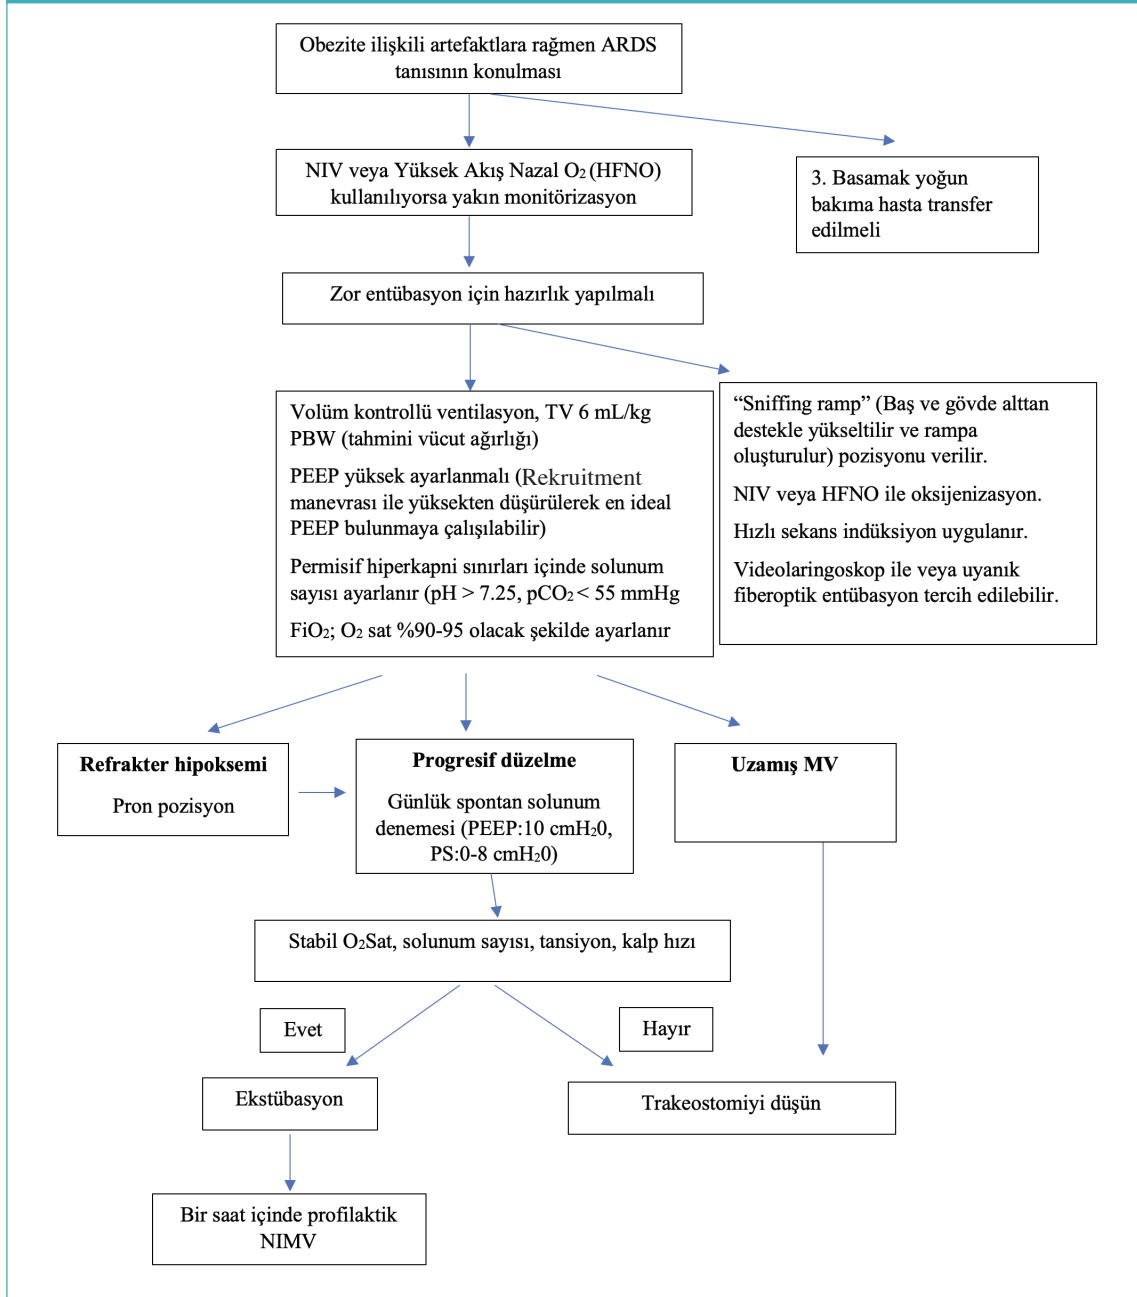 Obezite ilişkili artefaktlara rağmen ARDS
tanısının konulması
NIV veya Yüksek Akış Nazal O₂ (HFNO)
kullanılıyorsa yakın monitörizasyon
3. Basamak yoğun
bakıma hasta transfer
edilmeli
Zor entübasyon için hazırlık yapılmalı
Volüm kontrollü ventilasyon, TV 6 mL/kg
PBW (tahmini vücut ağırlığı)
PEEP yüksek ayarlanmalı (Rekruitment
manevrası ile yüksekten düşürülerek en ideal
PEEP bulunmaya çalışılabilir)
Permisif hiperkapni sınırları içinde solunum
sayısı ayarlanır (pH > 7.25, pCO₂ < 55 mmHg
FiO₂; O₂ sat %90-95 olacak şekilde ayarlanır
“Sniffing ramp” (Baş ve gövde alttan
destekle yükseltilir ve rampa
oluşturulur) pozisyonu verilir.
NIV veya HFNO ile oksijenizasyon.
Hızlı sekans indüksiyon uygulanır.
Videolaringoskop ile veya uyanık
fiberoptik entübasyon tercih edilebilir.
Refrakter hipoksemi
Pron pozisyon
Progresif düzelme
Günlük spontan solunum
denemesi (PEEP:10 cmH₂0,
PS:0-8 cmH₂0)
Uzamış MV
Stabil O₂Sat, solunum sayısı, tansiyon, kalp hızı
Evet
Hayır
Ekstübasyon
Trakeostomiyi düşün
Bir saat içinde profilaktik
NIMV